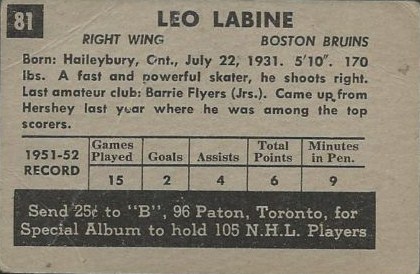 81
LEO LABINE
RIGHT WING BOSTON BRUINS
Born: Haileybury, Ont., July 22, 1931. 5'10". 170
lbs. A fast and powerful skater, he shoots right.
Last amateur club: Barrie Flyers (Jrs.). Came up from
Hershey last year where he was among the top
scorers.
1951-52 RECORD
Games Played Goals Assists Total Points Minutes in Pen.
15 2 4 6 9
Send 25¢ to "B", 96 Paton, Toronto, for
Special Album to hold 105 N.H.L. Players